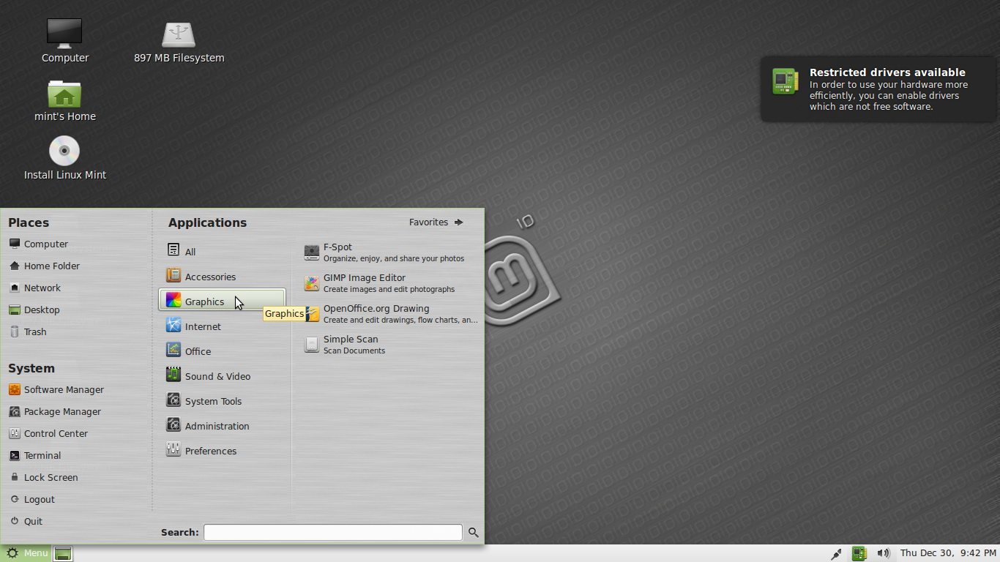 Computer
897 MB Filesystem
mint's Home
Install Linux Mint
Restricted drivers available
In order to use your hardware more
efficiently, you can enable drivers
which are not free software.
Places
Computer
Home Folder
Network
Desktop
Trash
System
Software Manager
Package Manager
Control Center
Terminal
Lock Screen
Logout
Quit
Applications
Favorites
All
Accessories
Graphics
Graphics
Internet
Office
Sound & Video
System Tools
Administration
Preferences
F-Spot
Organize, enjoy, and share your photos
GIMP Image Editor
Create images and edit photographs
OpenOffice.org Drawing
Create and edit drawings, flow charts, an...
Simple Scan
Scan Documents
Search:
10
Menu
Thu Dec 30, 9:42 PM